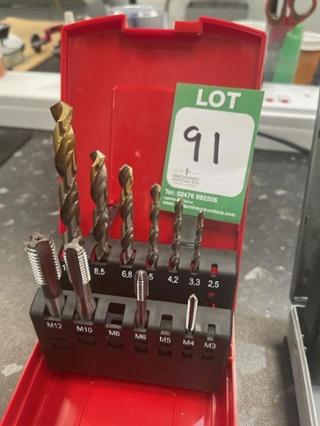 LOT
91
MACHINERY
Tel: 02476 992205
8,5 6,8 4,2 3,3 2,5
M12 M10 M8 M6 M5 M4 M3